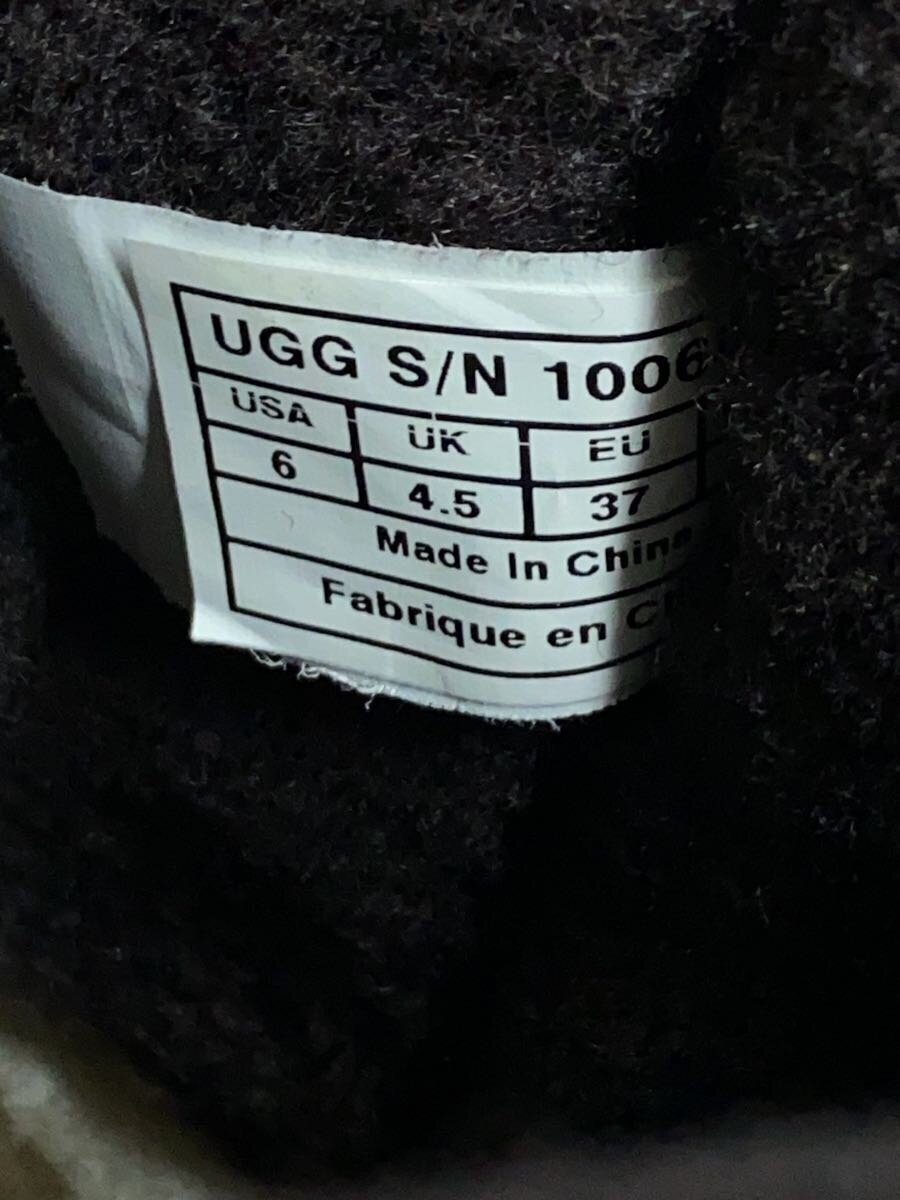 UGG S/N 1006
USA UK EU
6 4.5 37
Made In China
Fabrique en